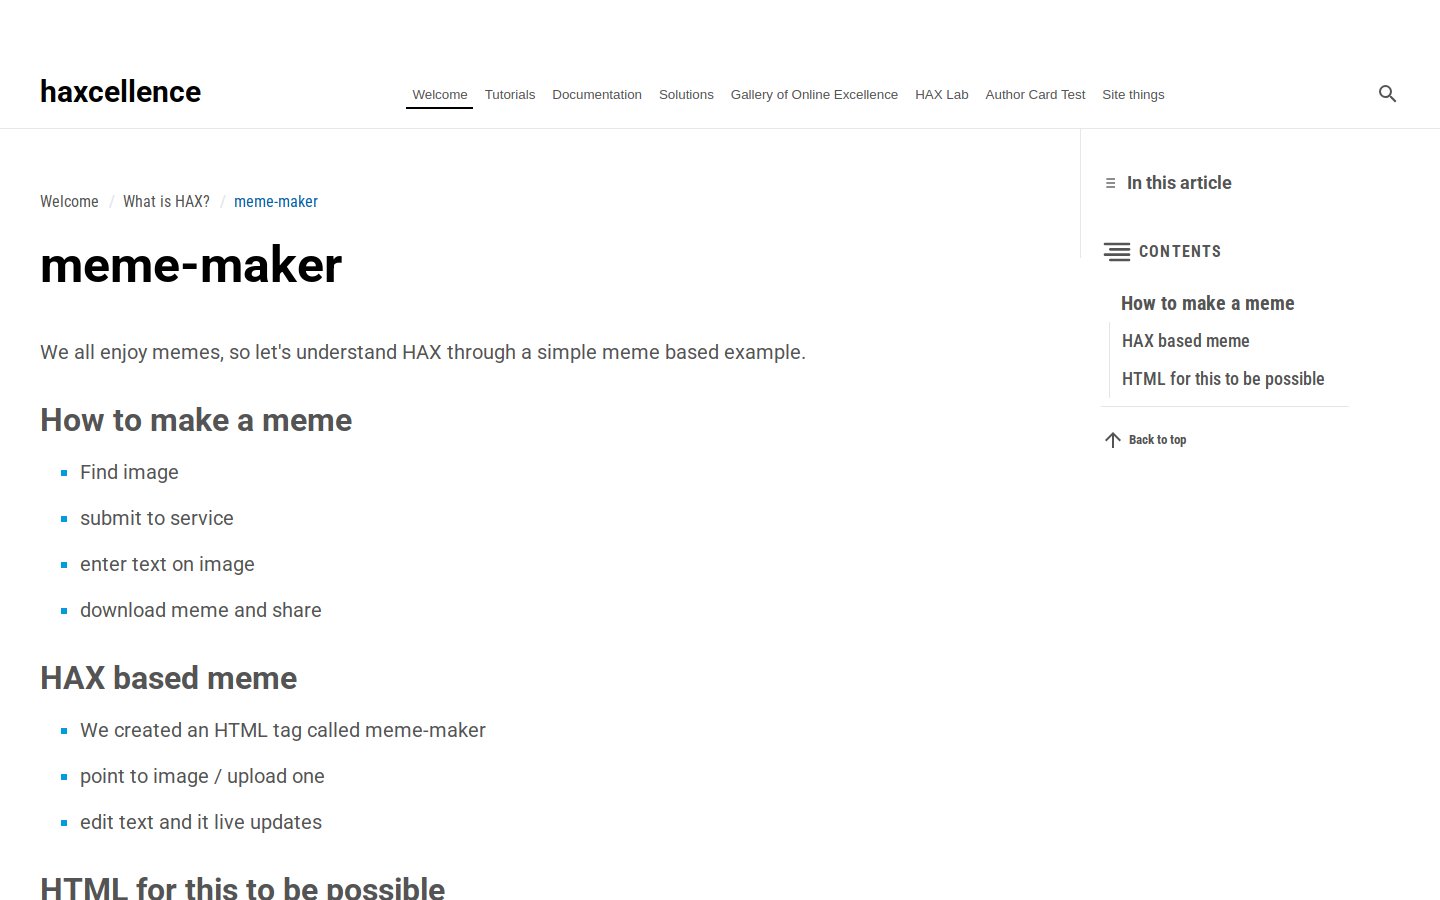 haxcellence
Welcome Tutorials Documentation Solutions Gallery of Online Excellence HAX Lab Author Card Test Site things
Welcome / What is HAX? / meme-maker
meme-maker
We all enjoy memes, so let's understand HAX through a simple meme based example.
How to make a meme
Find image
submit to service
enter text on image
download meme and share
HAX based meme
We created an HTML tag called meme-maker
point to image / upload one
edit text and it live updates
HTML for this to be possible
In this article
CONTENTS
How to make a meme
HAX based meme
HTML for this to be possible
Back to top